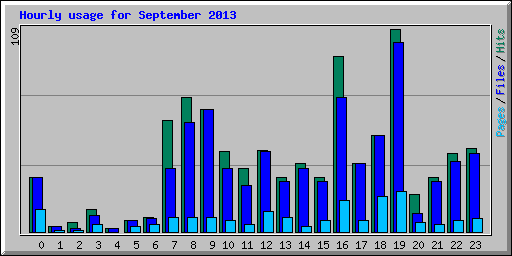 Hourly usage for September 2013
109
Pages / Files / Hits
0 1 2 3 4 5 6 7 8 9 10 11 12 13 14 15 16 17 18 19 20 21 22 23